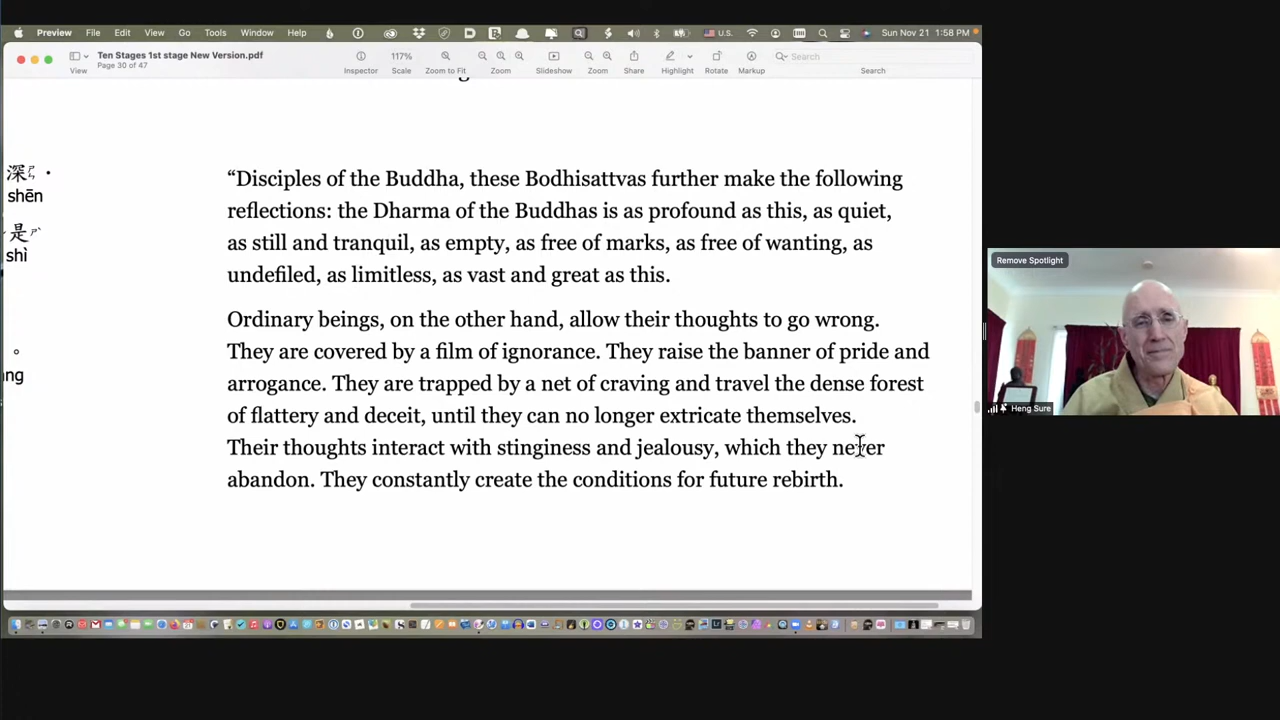 Preview File Edit View Go Tools Window Help U.S. Sun Nov 21 1:58 PM
Ten Stages 1st stage New Version.pdf
Page 30 of 47
117%
Search
View Inspector Scale Zoom to Fit Zoom Slideshow Zoom Share Highlight Rotate Markup Search
深ㄕㄣ
shēn
是ㄕˋ
shì
。
ng
“Disciples of the Buddha, these Bodhisattvas further make the following
reflections: the Dharma of the Buddhas is as profound as this, as quiet,
as still and tranquil, as empty, as free of marks, as free of wanting, as
undefiled, as limitless, as vast and great as this.
Ordinary beings, on the other hand, allow their thoughts to go wrong.
They are covered by a film of ignorance. They raise the banner of pride and
arrogance. They are trapped by a net of craving and travel the dense forest
of flattery and deceit, until they can no longer extricate themselves.
Their thoughts interact with stinginess and jealousy, which they never
abandon. They constantly create the conditions for future rebirth.
Remove Spotlight
Heng Sure